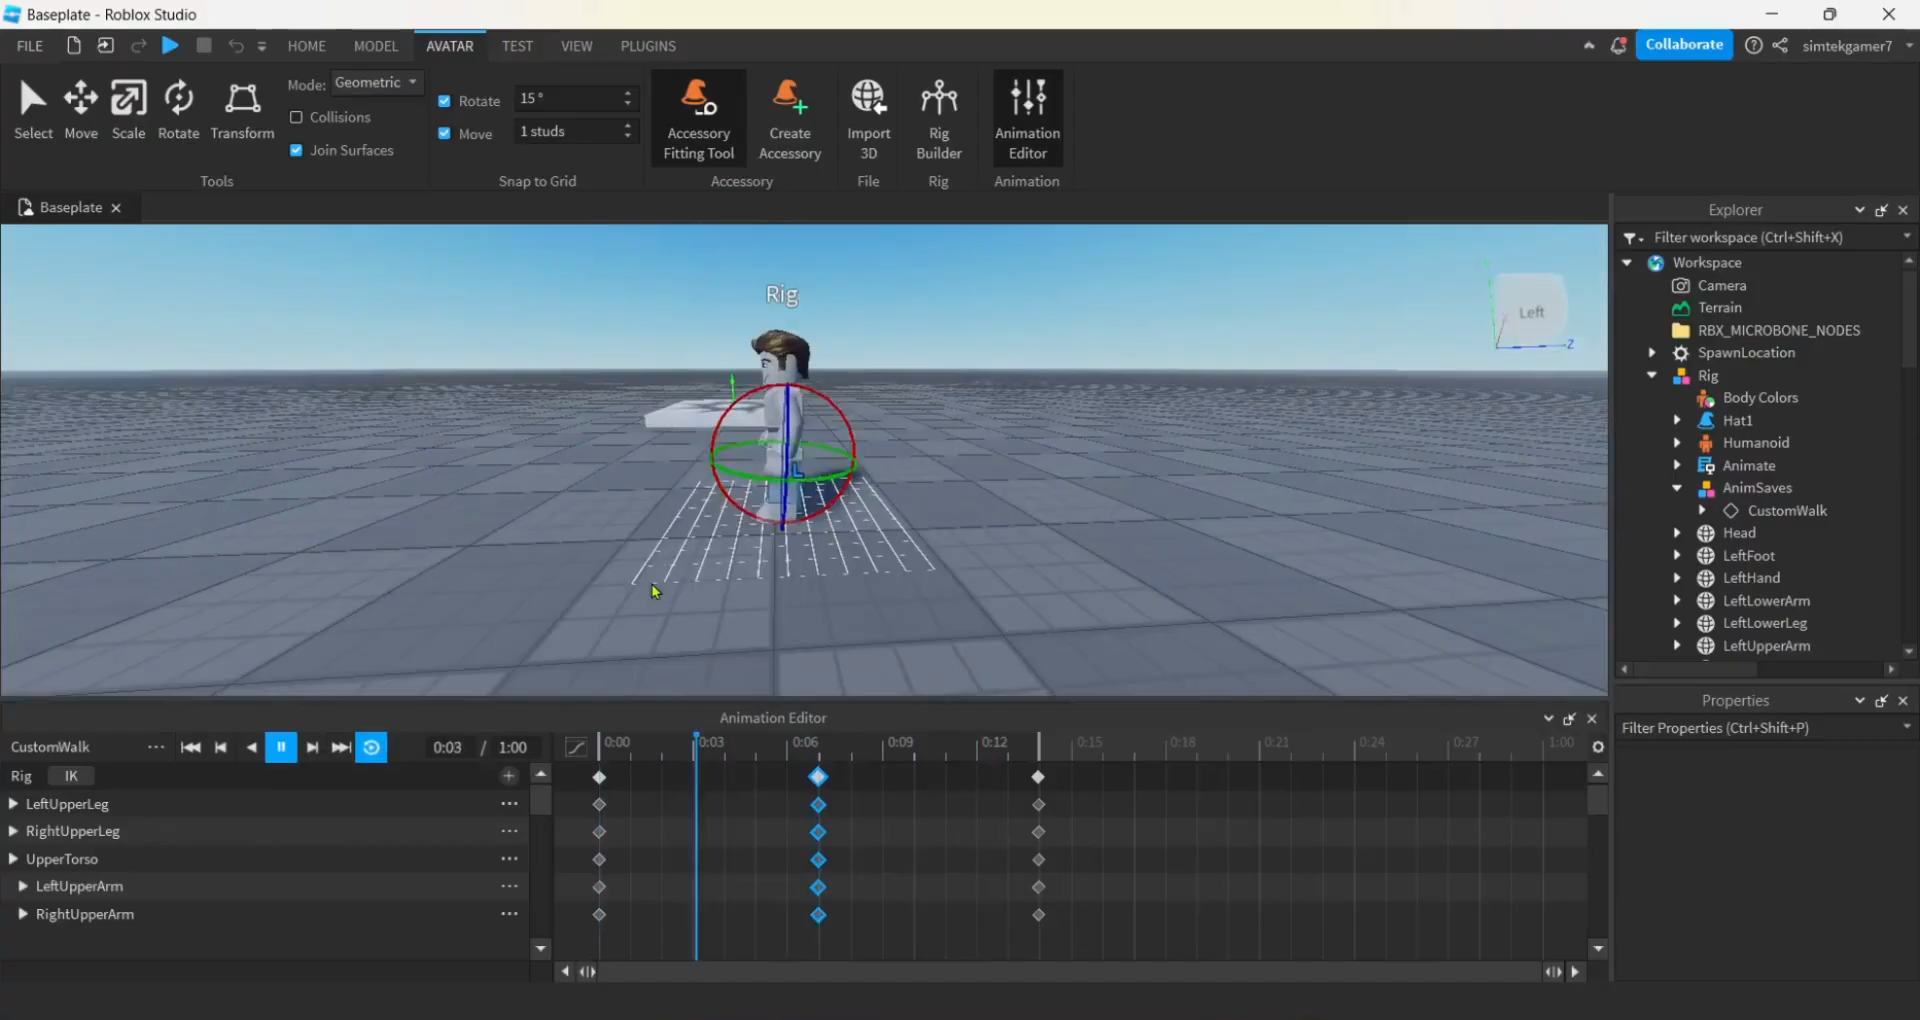 Baseplate - Roblox Studio
FILE HOME MODEL AVATAR TEST VIEW PLUGINS Collaborate simtekgamer7
Select Move Scale Rotate Transform
Mode: Geometric
Collisions
Join Surfaces
Tools
Rotate 15 °
Move 1 studs
Snap to Grid
Accessory Fitting Tool
Create Accessory
Accessory
Import 3D
File
Rig Builder
Rig
Animation Editor
Animation
Baseplate
Rig
Left
Z
L
Explorer
Filter workspace (Ctrl+Shift+X)
Workspace
Camera
Terrain
RBX_MICROBONE_NODES
SpawnLocation
Rig
Body Colors
Hat1
Humanoid
Animate
AnimSaves
CustomWalk
Head
LeftFoot
LeftHand
LeftLowerArm
LeftLowerLeg
LeftUpperArm
Properties
Filter Properties (Ctrl+Shift+P)
Animation Editor
CustomWalk 0:03 / 1:00 0:00 0:03 0:06 0:09 0:12 0:15 0:18 0:21 0:24 0:27 1:00
Rig IK
LeftUpperLeg
RightUpperLeg
UpperTorso
LeftUpperArm
RightUpperArm